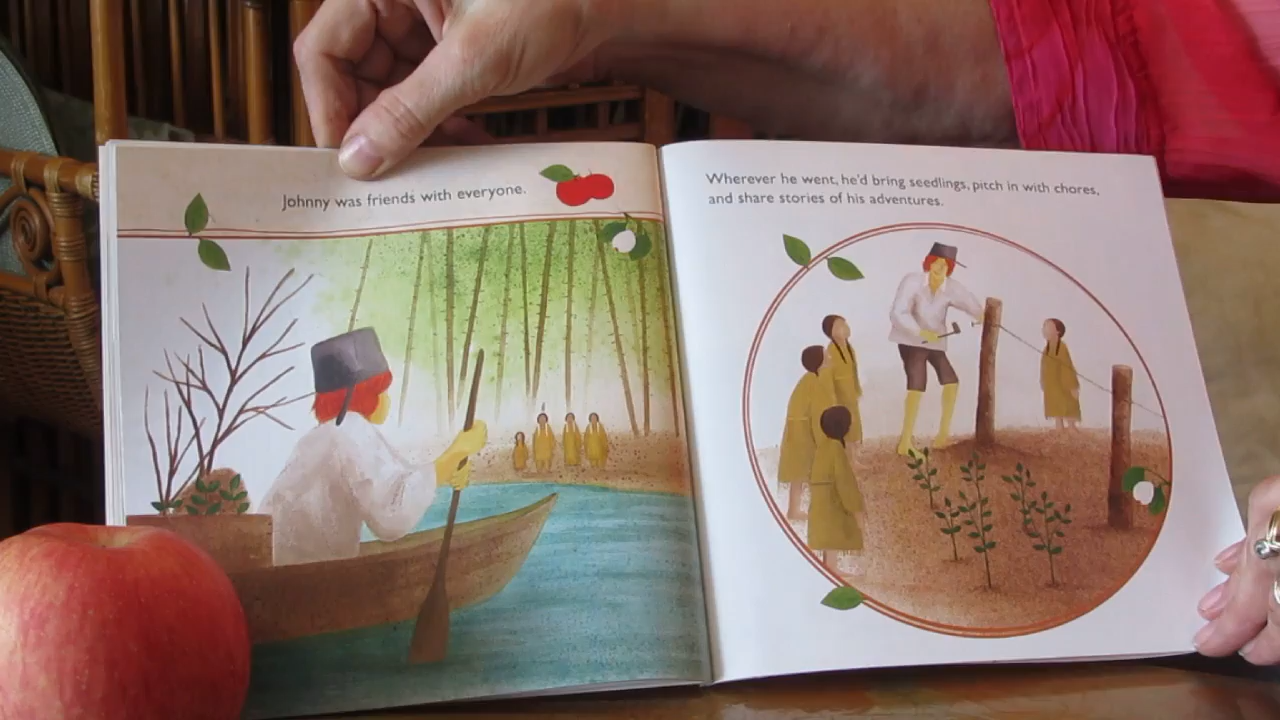 Johnny was friends with everyone.
Wherever he went, he'd bring seedlings, pitch in with chores,
and share stories of his adventures.